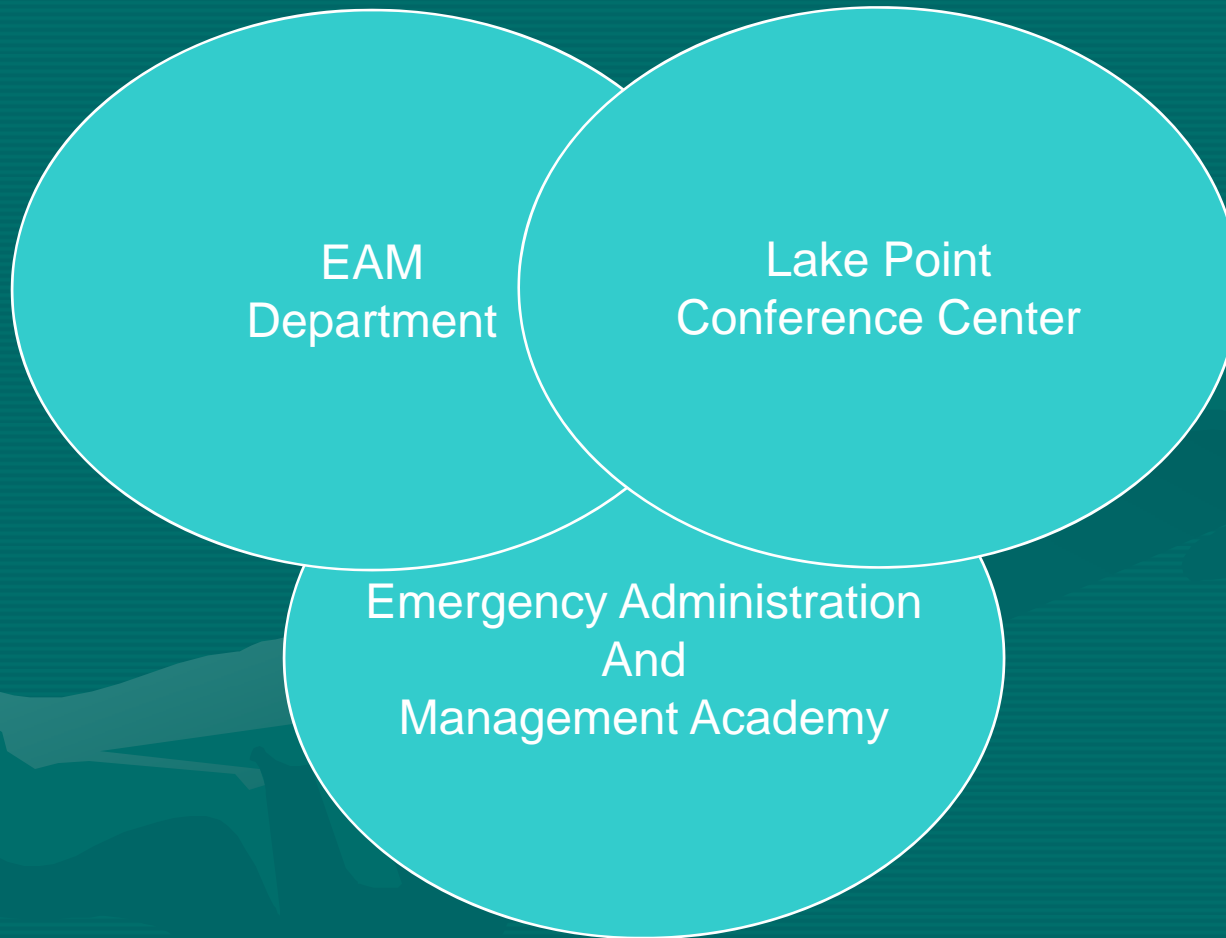 EAM
Department
Lake Point
Conference Center
Emergency Administration
And
Management Academy